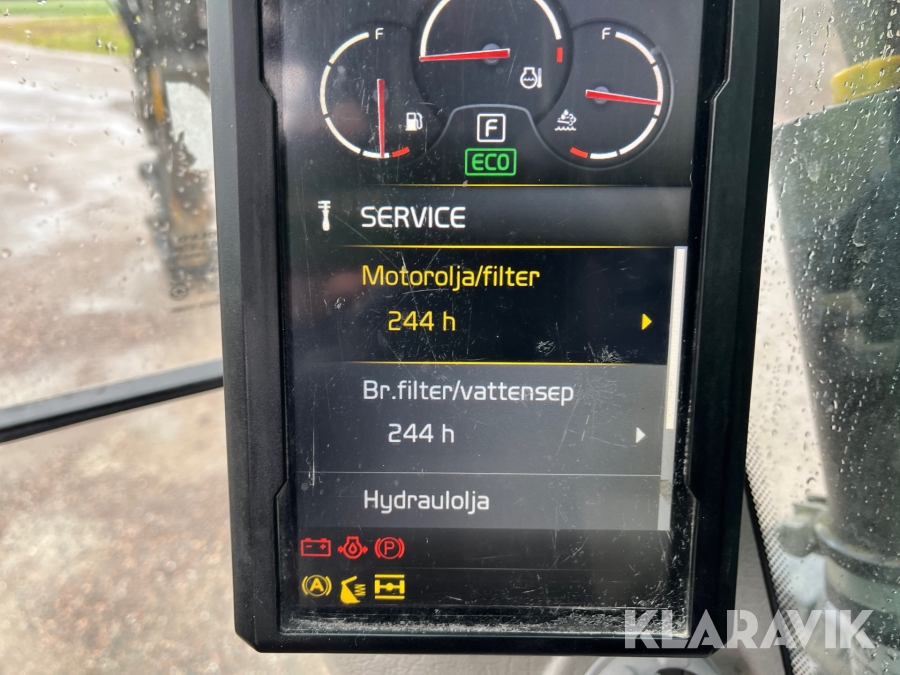 F
F
F
ECO
SERVICE
Motorolja/filter
244 h
Br.filter/vattensep
244 h
Hydraulolja
P
A
KLARAVIK